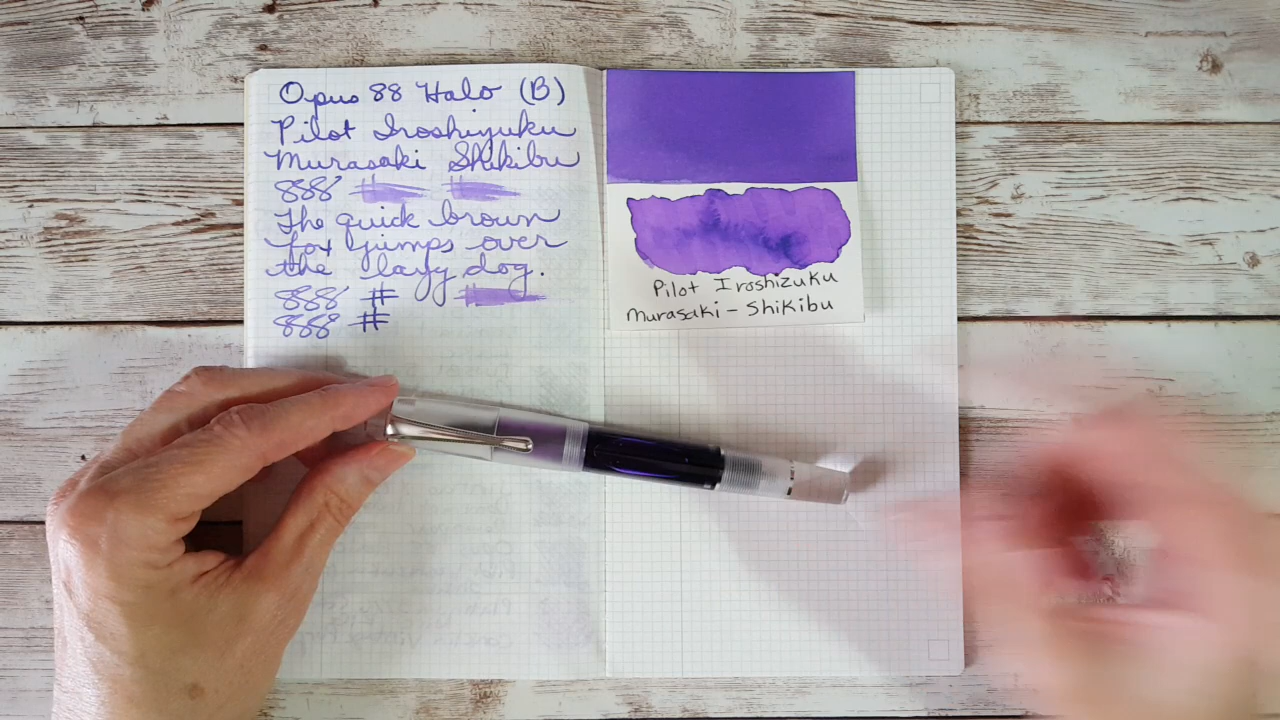 Opus 88 Halo (B)
Pilot Iroshizuku
Murasaki Shikibu
888 # #
The quick brown
fox jumps over
the lazy dog.
888 # #
888 #
Pilot Iroshizuku
Murasaki - Shikibu